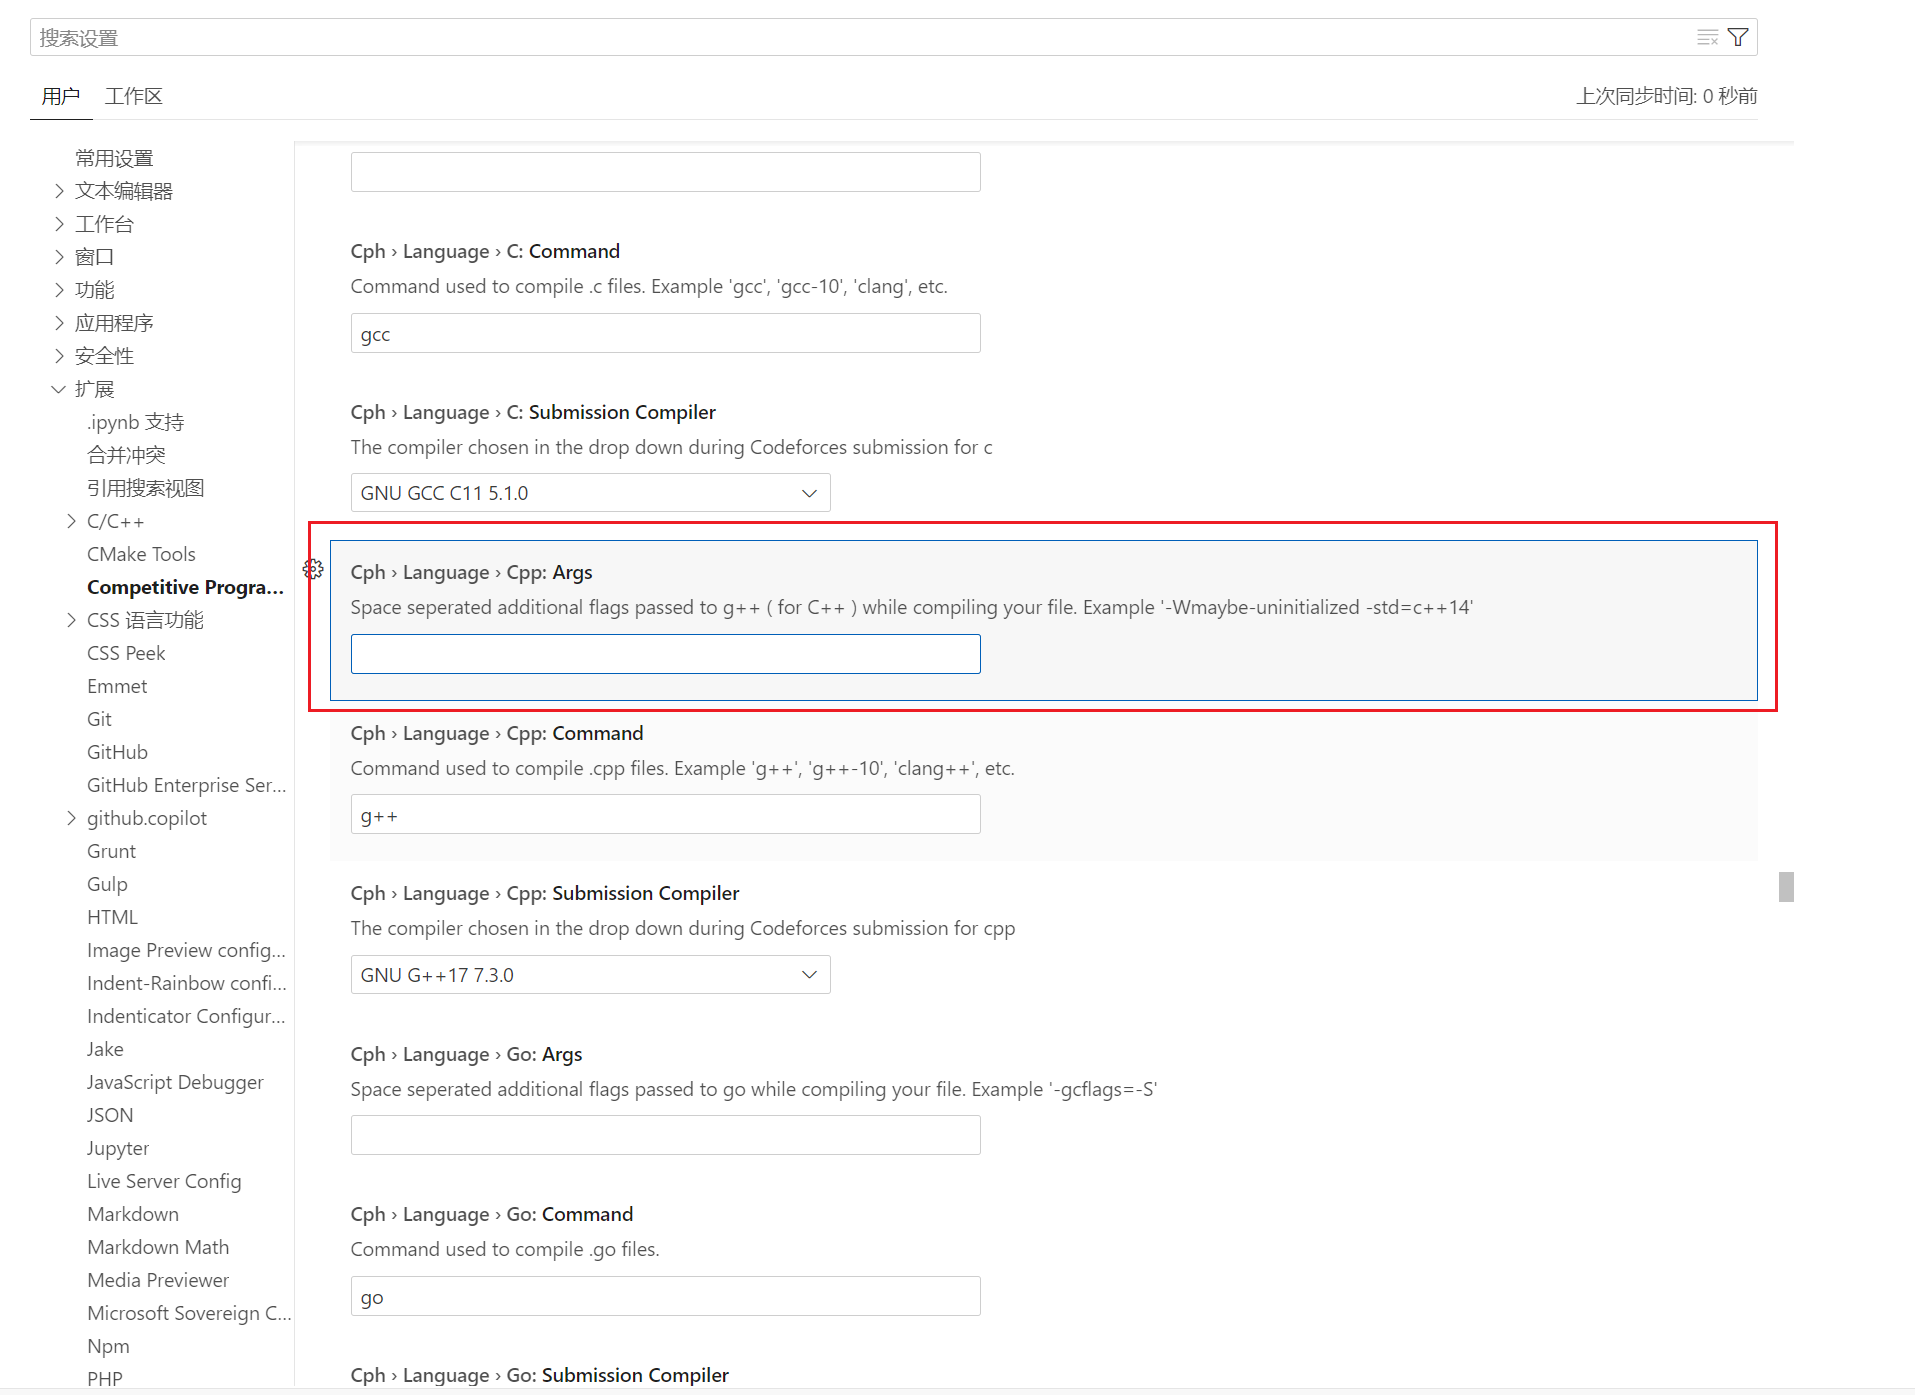 搜索设置
用户 工作区
上次同步时间: 0 秒前
常用设置
文本编辑器
工作台
窗口
功能
应用程序
安全性
扩展
.ipynb 支持
合并冲突
引用搜索视图
C/C++
CMake Tools
Competitive Progra...
CSS 语言功能
CSS Peek
Emmet
Git
GitHub
GitHub Enterprise Ser...
github.copilot
Grunt
Gulp
HTML
Image Preview config...
Indent-Rainbow confi...
Indenticator Configur...
Jake
JavaScript Debugger
JSON
Jupyter
Live Server Config
Markdown
Markdown Math
Media Previewer
Microsoft Sovereign C...
Npm
PHP
Cph › Language › C: Command
Command used to compile .c files. Example 'gcc', 'gcc-10', 'clang', etc.
gcc
Cph › Language › C: Submission Compiler
The compiler chosen in the drop down during Codeforces submission for c
GNU GCC C11 5.1.0
Cph › Language › Cpp: Args
Space seperated additional flags passed to g++ ( for C++ ) while compiling your file. Example '-Wmaybe-uninitialized -std=c++14'
Cph › Language › Cpp: Command
Command used to compile .cpp files. Example 'g++', 'g++-10', 'clang++', etc.
g++
Cph › Language › Cpp: Submission Compiler
The compiler chosen in the drop down during Codeforces submission for cpp
GNU G++17 7.3.0
Cph › Language › Go: Args
Space seperated additional flags passed to go while compiling your file. Example '-gcflags=-S'
Cph › Language › Go: Command
Command used to compile .go files.
go
Cph › Language › Go: Submission Compiler